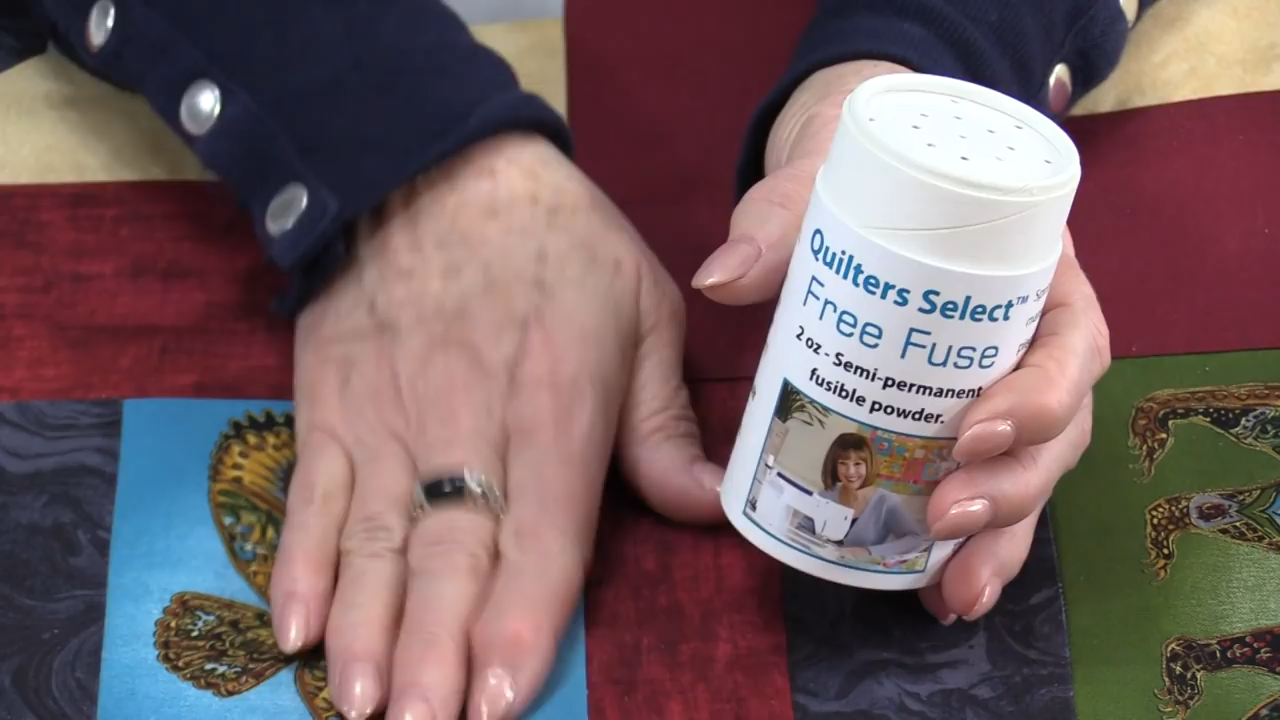 Quilters Select™
Free Fuse
2 oz - Semi-permanent
fusible powder.